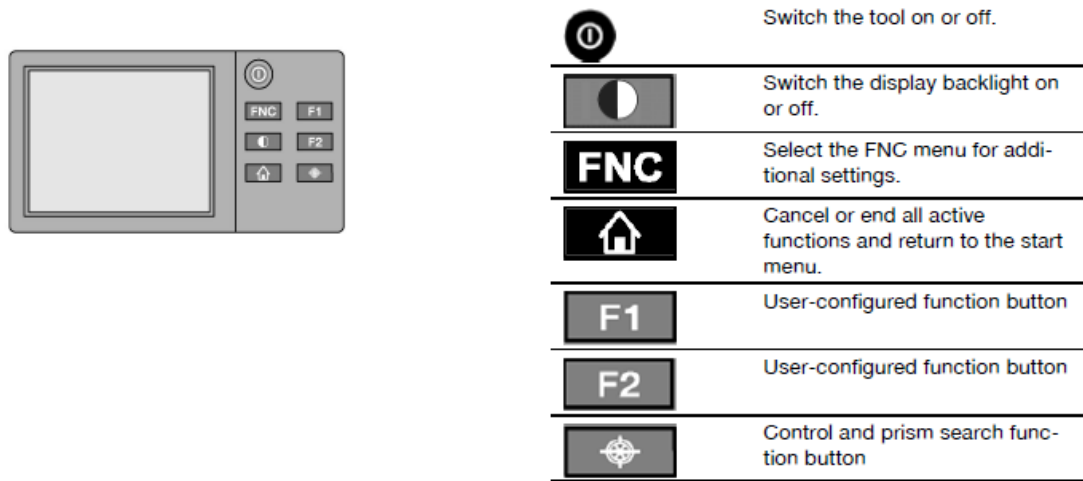 FNC F1
F2
Switch the tool on or off.
Switch the display backlight on
or off.
FNC
Select the FNC menu for addi-
tional settings.
Cancel or end all active
functions and return to the start
menu.
F1
User-configured function button
F2
User-configured function button
Control and prism search func-
tion button